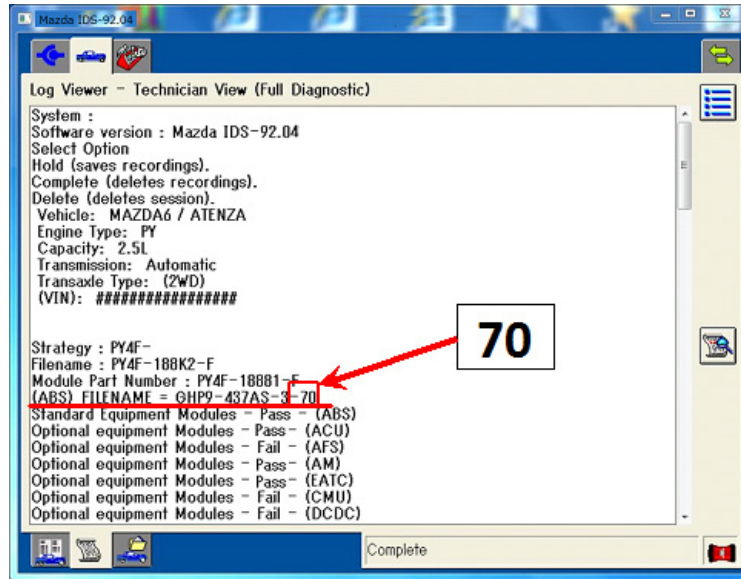 Mazda IDS-92.04
Log Viewer - Technician View (Full Diagnostic)
System :
Software version : Mazda IDS-92.04
Select Option
Hold (saves recordings).
Complete (deletes recordings).
Delete (deletes session).
Vehicle: MAZDA6 / ATENZA
Engine Type: PY
Capacity: 2.5L
Transmission: Automatic
Transaxle Type: (2WD)
(VIN): #################
70
Strategy : PY4F-
Filename : PY4F-188K2-F
Module Part Number : PY4F-18881-F
(ABS) FILENAME = GHP9-437AS-3-70
Standard Equipment Modules - Pass - (ABS)
Optional equipment Modules - Pass- (ACU)
Optional equipment Modules - Fail - (AFS)
Optional equipment Modules - Pass- (AM)
Optional equipment Modules - Pass- (EATC)
Optional equipment Modules - Fail - (CMU)
Optional equipment Modules - Fail - (DCDC)
Complete